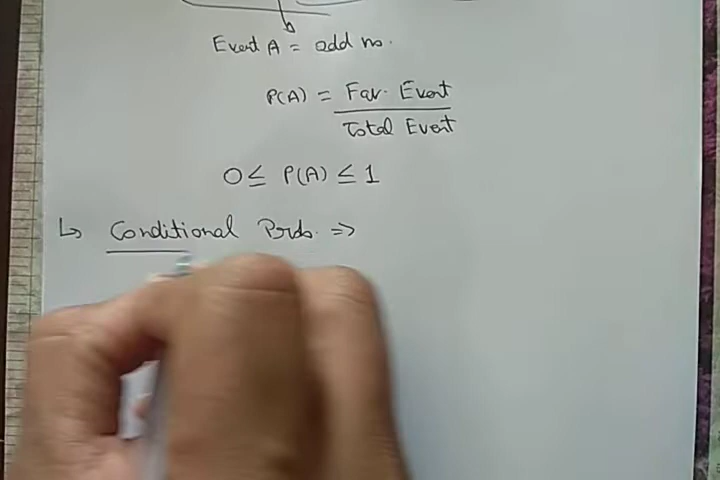 Event A = odd no.
P(A) = Fav. Event
Total Event
0 ≤ P(A) ≤ 1
↳ Conditional Prob. ⇒